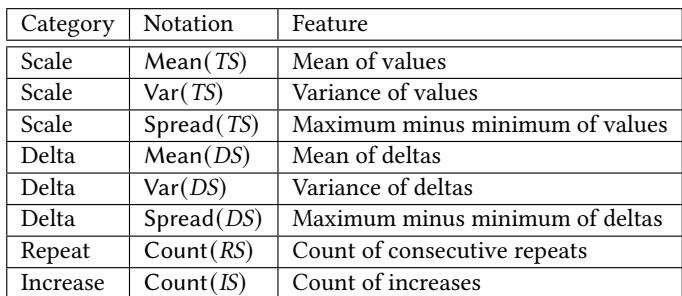 Category Notation Feature
Scale Mean(TS) Mean of values
Scale Var(TS) Variance of values
Scale Spread(TS) Maximum minus minimum of values
Delta Mean(DS) Mean of deltas
Delta Var(DS) Variance of deltas
Delta Spread(DS) Maximum minus minimum of deltas
Repeat Count(RS) Count of consecutive repeats
Increase Count(IS) Count of increases